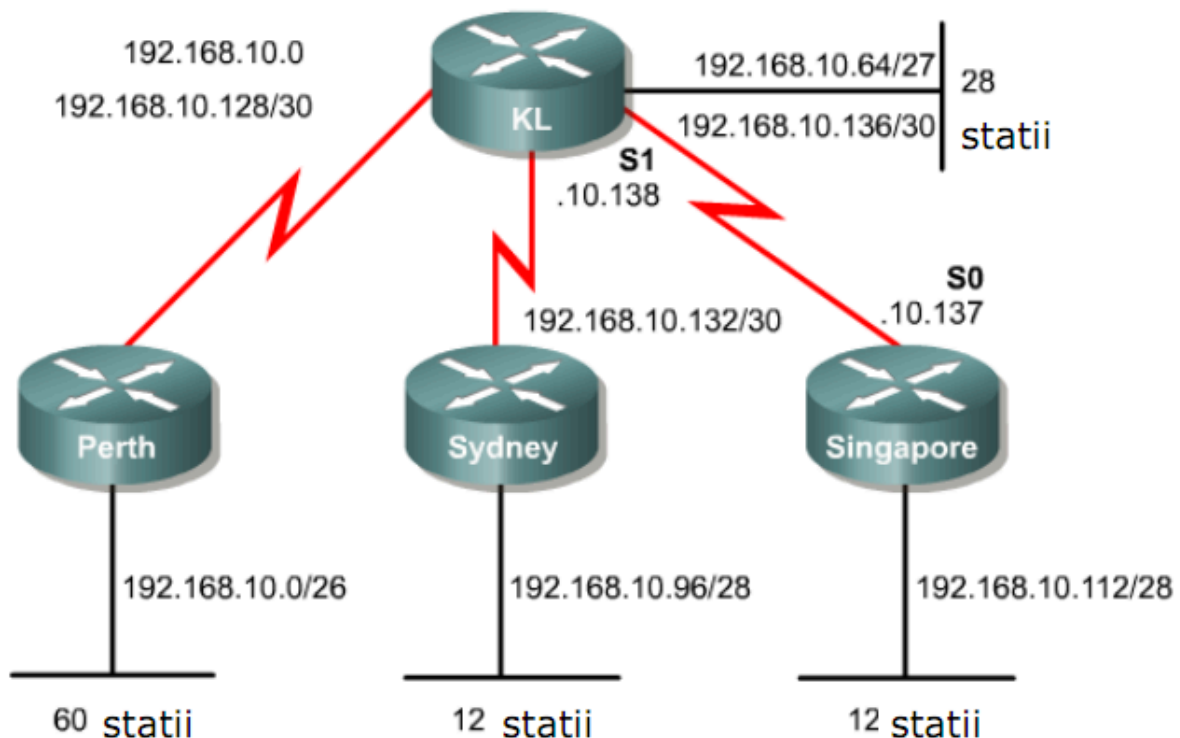 192.168.10.0
192.168.10.128/30
KL
192.168.10.64/27
28
192.168.10.136/30
statii
S1
.10.138
S0
.10.137
192.168.10.132/30
Perth
Sydney
Singapore
192.168.10.0/26
192.168.10.96/28
192.168.10.112/28
60 statii
12 statii
12 statii